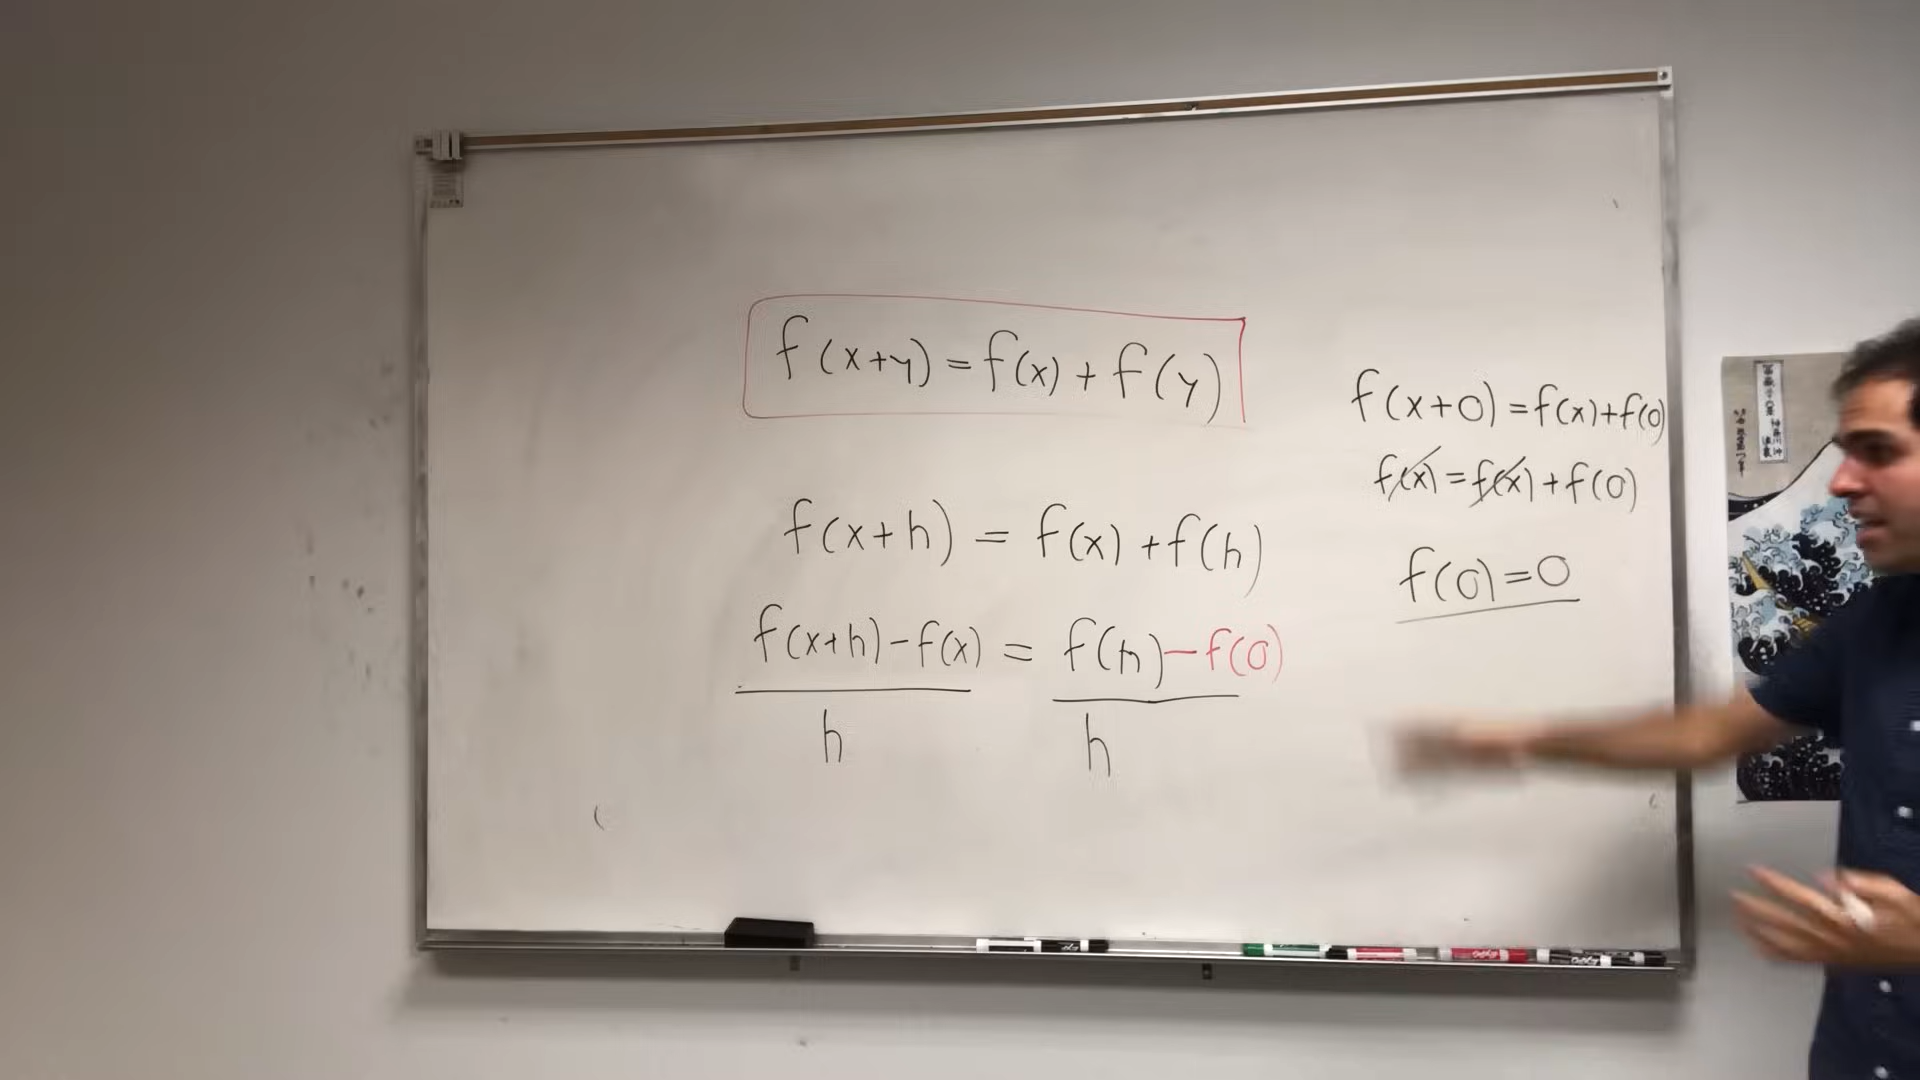 f(x+y) = f(x) + f(y)
f(x+h) = f(x) + f(h)
f(x+h) - f(x) = f(h) - f(0)
h h
f(x+0) = f(x) + f(0)
f(x) = f(x) + f(0)
f(0) = 0